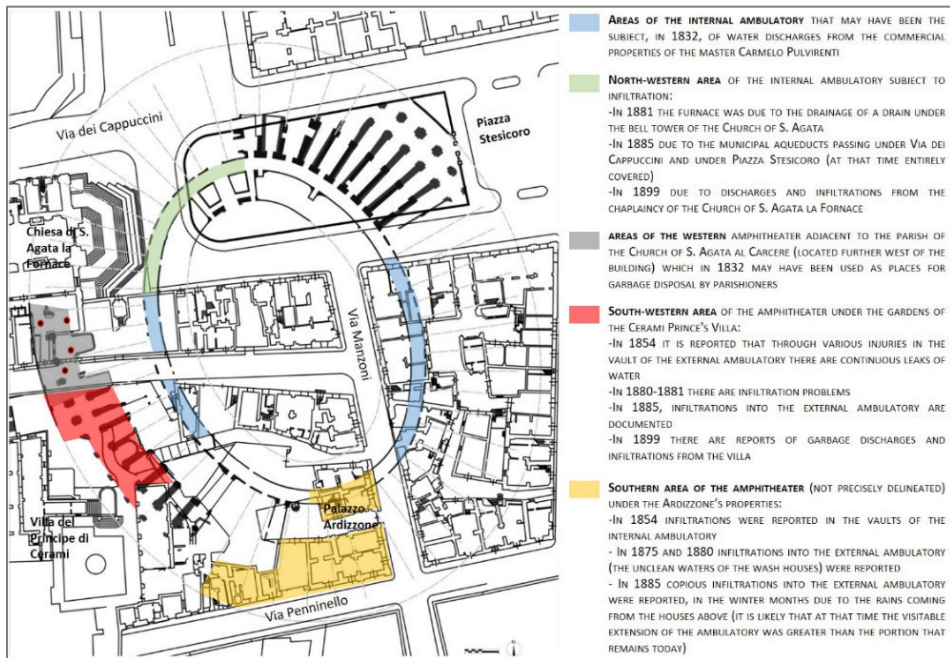 Via dei Cappuccini
Piazza
Stesicoro
Chiesa di S.
Agata la
Fornace
Via Manzoni
Palazzo
Ardizzone
Villa del
Principe di
Cerami
Via Penninello
N
AREAS OF THE INTERNAL AMBULATORY THAT MAY HAVE BEEN THE
SUBJECT, IN 1832, OF WATER DISCHARGES FROM THE COMMERCIAL
PROPERTIES OF THE MASTER CARMELO PULVIRENTI
NORTH-WESTERN AREA OF THE INTERNAL AMBULATORY SUBJECT TO
INFILTRATION:
-IN 1881 THE FURNACE WAS DUE TO THE DRAINAGE OF A DRAIN UNDER
THE BELL TOWER OF THE CHURCH OF S. AGATA
-IN 1885 DUE TO THE MUNICIPAL AQUEDUCTS PASSING UNDER VIA DEI
CAPPUCCINI AND UNDER PIAZZA STESICORO (AT THAT TIME ENTIRELY
COVERED)
-IN 1899 DUE TO DISCHARGES AND INFILTRATIONS FROM THE
CHAPLAINCY OF THE CHURCH OF S. AGATA LA FORNACE
AREAS OF THE WESTERN AMPHITHEATER ADJACENT TO THE PARISH OF
THE CHURCH OF S. AGATA AL CARCERE (LOCATED FURTHER WEST OF THE
BUILDING) WHICH IN 1832 MAY HAVE BEEN USED AS PLACES FOR
GARBAGE DISPOSAL BY PARISHIONERS
SOUTH-WESTERN AREA OF THE AMPHITHEATER UNDER THE GARDENS OF
THE CERAMI PRINCE'S VILLA:
-IN 1854 IT IS REPORTED THAT THROUGH VARIOUS INJURIES IN THE
VAULT OF THE EXTERNAL AMBULATORY THERE ARE CONTINUOUS LEAKS OF
WATER
-IN 1880-1881 THERE ARE INFILTRATION PROBLEMS
-IN 1885, INFILTRATIONS INTO THE EXTERNAL AMBULATORY ARE
DOCUMENTED
-IN 1899 THERE ARE REPORTS OF GARBAGE DISCHARGES AND
INFILTRATIONS FROM THE VILLA
SOUTHERN AREA OF THE AMPHITHEATER (NOT PRECISELY DELINEATED)
UNDER THE ARDIZZONE'S PROPERTIES:
-IN 1854 INFILTRATIONS WERE REPORTED IN THE VAULTS OF THE
INTERNAL AMBULATORY
- IN 1875 AND 1880 INFILTRATIONS INTO THE EXTERNAL AMBULATORY
(THE UNCLEAN WATERS OF THE WASH HOUSES) WERE REPORTED
- IN 1885 COPIOUS INFILTRATIONS INTO THE EXTERNAL AMBULATORY
WERE REPORTED, IN THE WINTER MONTHS DUE TO THE RAINS COMING
FROM THE HOUSES ABOVE (IT IS LIKELY THAT AT THAT TIME THE VISITABLE
EXTENSION OF THE AMBULATORY WAS GREATER THAN THE PORTION THAT
REMAINS TODAY)